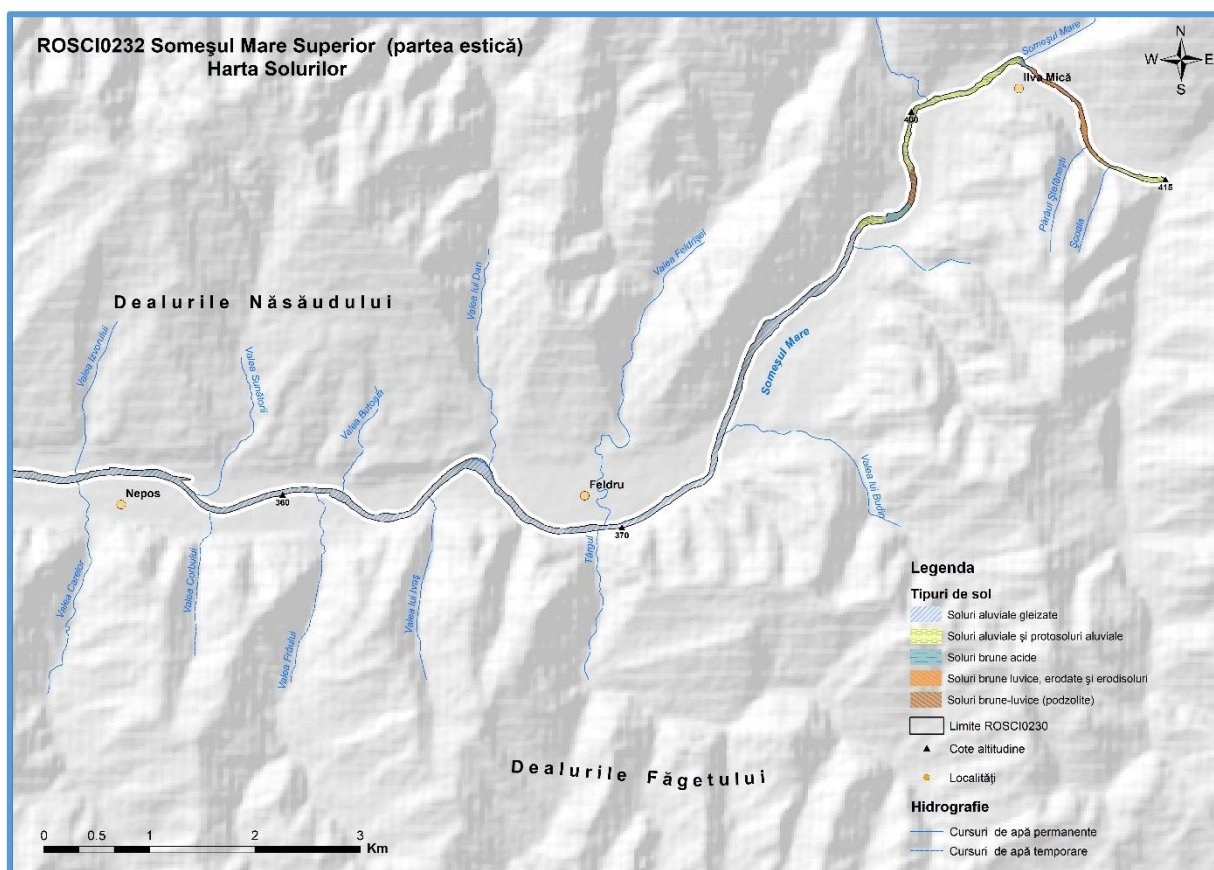 ROSCI0232 Someşul Mare Superior (partea estică)
Harta Solurilor
N
W E
S
Someşul Mare
Ilva Mică
400
415
Pârâul Ştefăneşti
Şcoala
Valea Feldrişel
Valea lui Dan
Dealurile Năsăudului
Valea Izvorului
Valea Sunătorii
Valea Butoaia
Someşul Mare
Valea lui Budin
Nepos
360
Feldru
370
Valea Carelor
Valea Corbului
Valea Frăului
Valea lui Ivaş
Târgul
Dealurile Făgetului
Legenda
Tipuri de sol
Soluri aluviale gleizate
Soluri aluviale şi protosoluri aluviale
Soluri brune acide
Soluri brune luvice, erodate şi erodisoluri
Soluri brune-luvice (podzolite)
Limite ROSCI0230
Cote altitudine
Localităţi
Hidrografie
Cursuri de apă permanente
Cursuri de apă temporare
0 0.5 1 2 3
Km